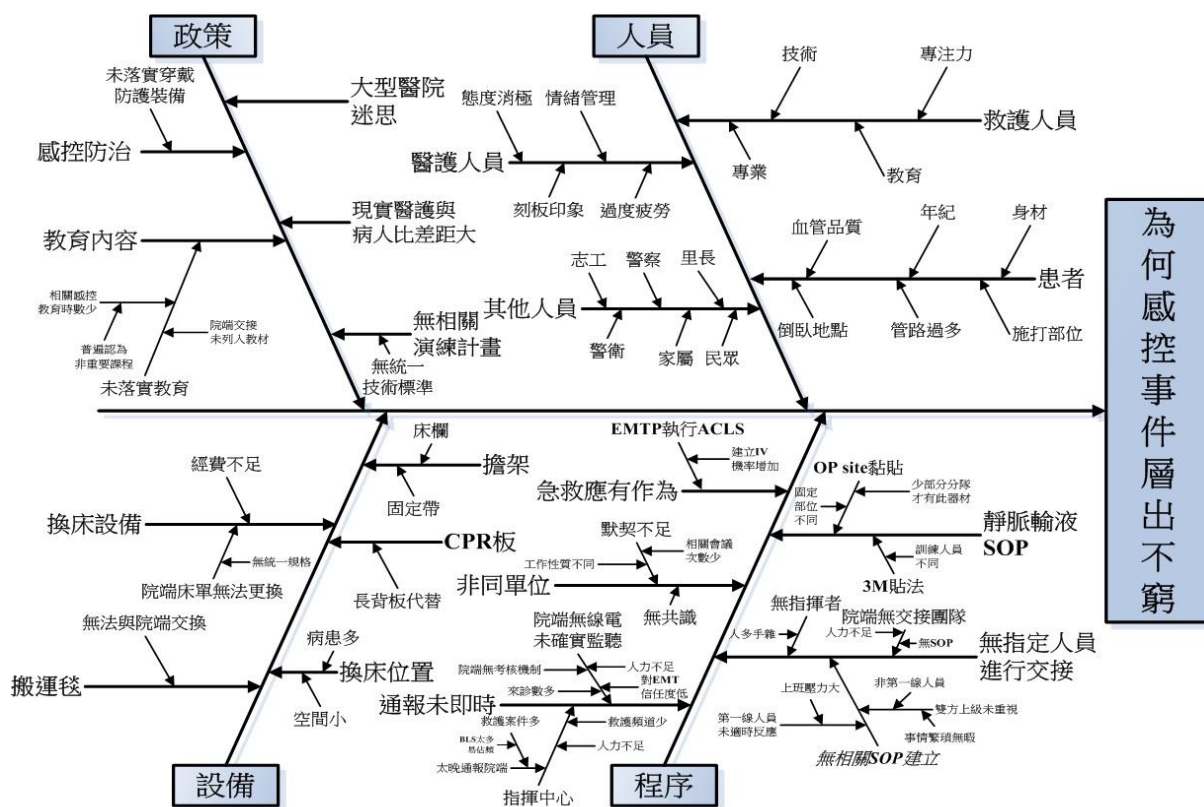 政策
未落實穿戴
防護裝備
大型醫院
迷思
感控防治
現實醫護與
病人比差距大
教育內容
相關感控
教育時數少
普遍認為
非重要課程
院端交接
未列入教材
未落實教育
無相關
演練計畫
無統一
技術標準
人員
技術
專注力
救護人員
專業
教育
態度消極
情緒管理
醫護人員
刻板印象
過度疲勞
血管品質
年紀
身材
患者
倒臥地點
管路過多
施打部位
志工
警察
里長
其他人員
警衛
家屬
民眾
為何感控事件層出不窮
床欄
擔架
固定帶
經費不足
換床設備
無統一規格
院端床單無法更換
CPR板
長背板代替
無法與院端交換
搬運毯
病患多
換床位置
空間小
設備
EMTP執行ACLS
建立IV
機率增加
急救應有作為
OP site黏貼
固定
部位
不同
少部分分隊
才有此器材
靜脈輸液
SOP
訓練人員
不同
3M貼法
默契不足
相關會議
次數少
工作性質不同
非同單位
無共識
無指揮者
人多手雜
院端無交接團隊
人力不足
無SOP
無指定人員
進行交接
上班壓力大
第一線人員
未適時反應
非第一線人員
雙方上級未重視
事情繁瑣無暇
無相關SOP建立
院端無線電
未確實監聽
院端無考核機制
人力不足
對EMT
信任度低
來診數多
通報未即時
救護案件多
救護頻道少
BLS太多
易佔頻
人力不足
太晚通報院端
指揮中心
程序